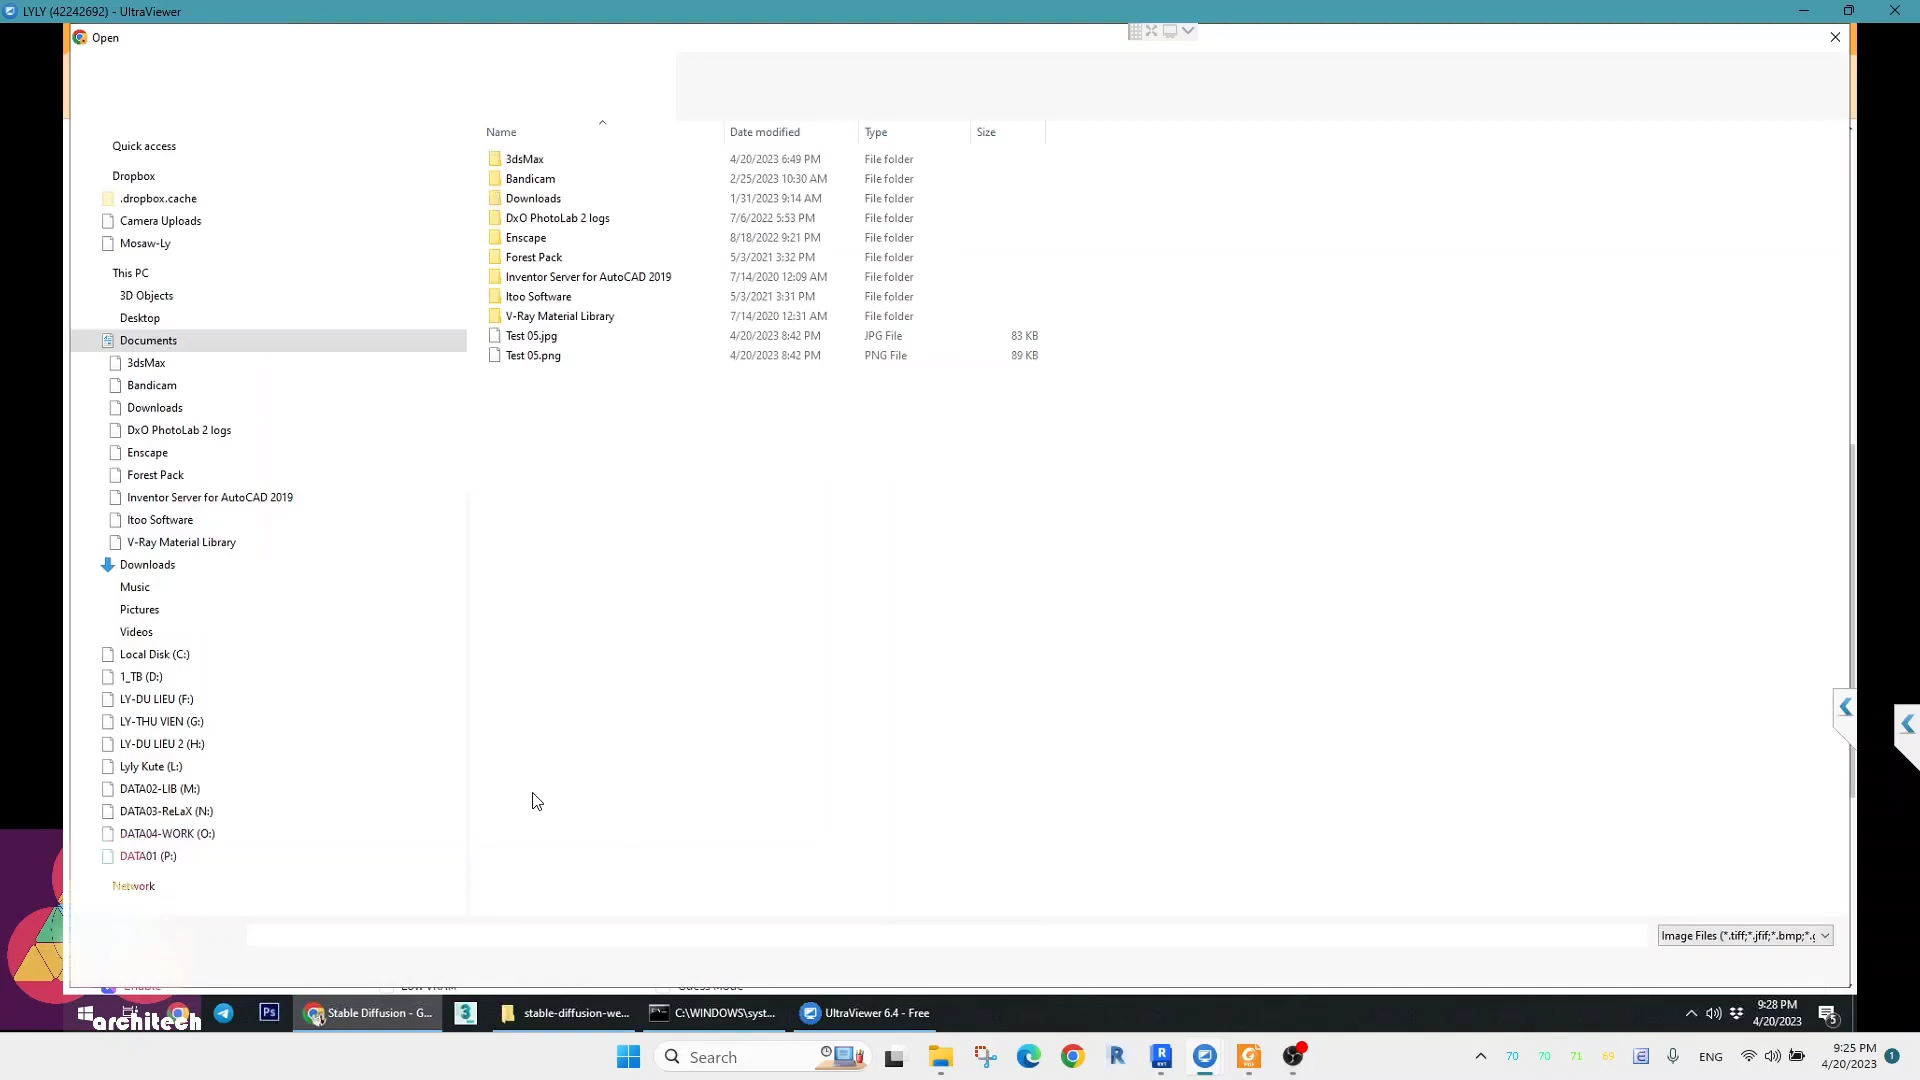 LYLY (42242692) - UltraViewer
Open
Name
Date modified
Type
Size
Quick access
Dropbox
.dropbox.cache
Camera Uploads
Mosaw-Ly
This PC
3D Objects
Desktop
Documents
3dsMax
Bandicam
Downloads
DxO PhotoLab 2 logs
Enscape
Forest Pack
Inventor Server for AutoCAD 2019
Itoo Software
V-Ray Material Library
Downloads
Music
Pictures
Videos
Local Disk (C:)
1_TB (D:)
LY-DU LIEU (F:)
LY-THU VIEN (G:)
LY-DU LIEU 2 (H:)
Lyly Kute (L:)
DATA02-LIB (M:)
DATA03-ReLaX (N:)
DATA04-WORK (O:)
DATA01 (P:)
Network
3dsMax 4/20/2023 6:49 PM File folder
Bandicam 2/25/2023 10:30 AM File folder
Downloads 1/31/2023 9:14 AM File folder
DxO PhotoLab 2 logs 7/6/2022 5:53 PM File folder
Enscape 8/18/2022 9:21 PM File folder
Forest Pack 5/3/2021 3:32 PM File folder
Inventor Server for AutoCAD 2019 7/14/2020 12:09 AM File folder
Itoo Software 5/3/2021 3:31 PM File folder
V-Ray Material Library 7/14/2020 12:31 AM File folder
Test 05.jpg 4/20/2023 8:42 PM JPG File 83 KB
Test 05.png 4/20/2023 8:42 PM PNG File 89 KB
Image Files (*.tiff;*.jfif;*.bmp;*.g
architech
Ps
Stable Diffusion - G...
3
stable-diffusion-we...
C:\WINDOWS\syst...
UltraViewer 6.4 - Free
9:28 PM
4/20/2023
5
Search
70
70
71
69
ENG
9:25 PM
4/20/2023
1